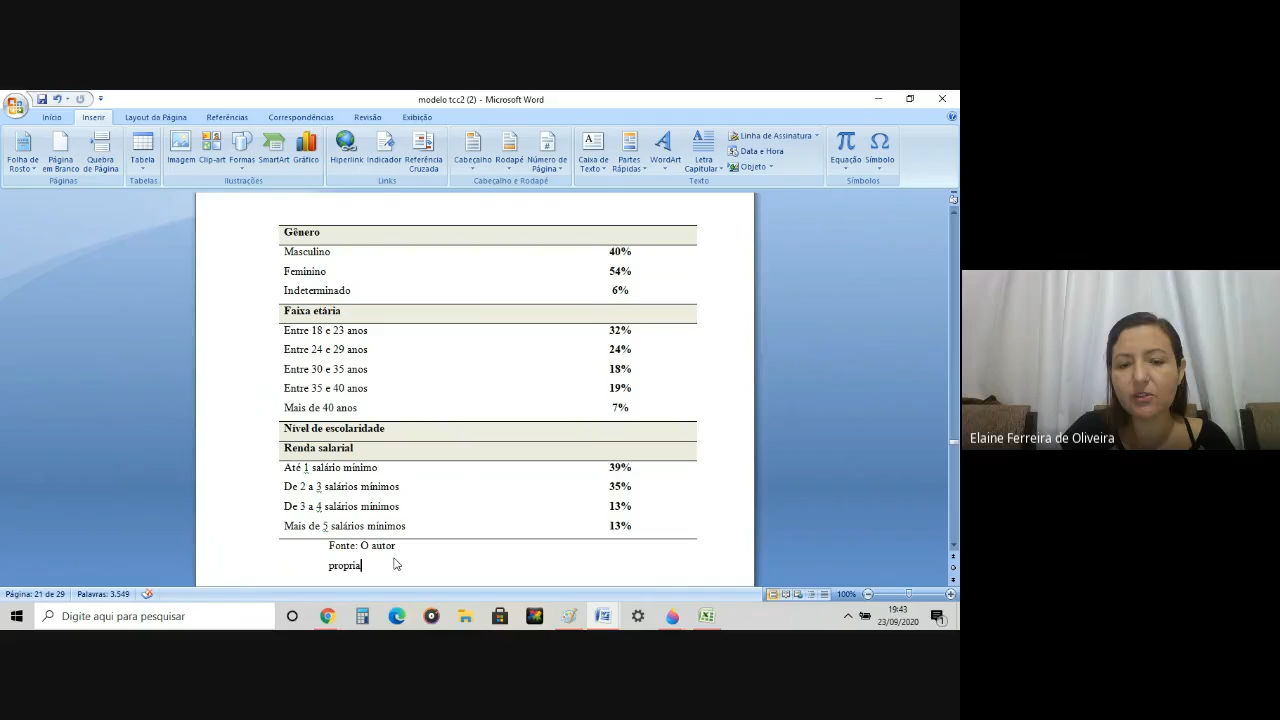 modelo tcc2 (2) - Microsoft Word
Início Inserir Layout da Página Referências Correspondências Revisão Exibição
Folha de Rosto Página em Branco Quebra de Página Tabela Imagem Clip-art Formas SmartArt Gráfico Hiperlink Indicador Referência Cruzada Cabeçalho Rodapé Número de Página Caixa de Texto Partes Rápidas WordArt Letra Capitular Linha de Assinatura Equação Símbolo
Data e Hora
Objeto
Páginas Tabelas Ilustrações Links Cabeçalho e Rodapé Texto Símbolos
Gênero
Masculino 40%
Feminino 54%
Indeterminado 6%
Faixa etária
Entre 18 e 23 anos 32%
Entre 24 e 29 anos 24%
Entre 30 e 35 anos 18%
Entre 35 e 40 anos 19%
Mais de 40 anos 7%
Nível de escolaridade
Renda salarial
Até 1 salário mínimo 39%
De 2 a 3 salários mínimos 35%
De 3 a 4 salários mínimos 13%
Mais de 5 salários mínimos 13%
Fonte: O autor
propria
Página: 21 de 29 Palavras: 3.549 100%
Digite aqui para pesquisar
19:43
23/09/2020
Elaine Ferreira de Oliveira